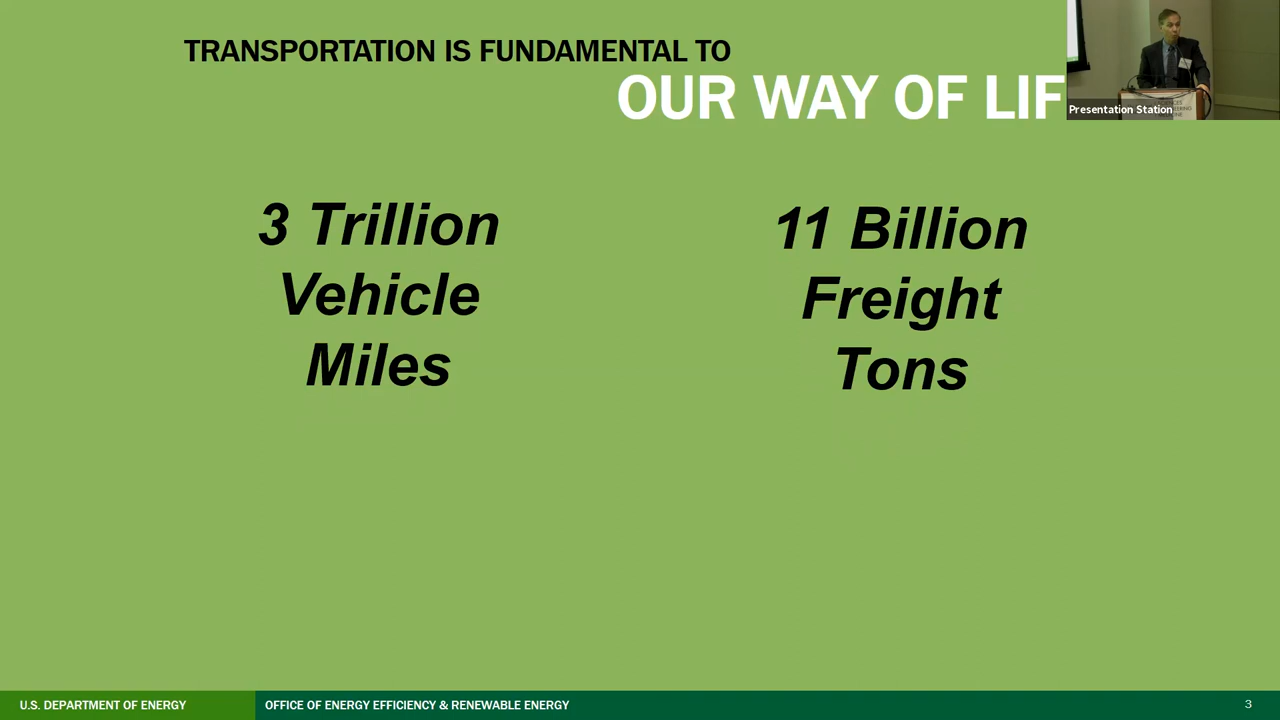 TRANSPORTATION IS FUNDAMENTAL TO
OUR WAY OF LIF
Presentation Station
3 Trillion
Vehicle
Miles
11 Billion
Freight
Tons
U.S. DEPARTMENT OF ENERGY
OFFICE OF ENERGY EFFICIENCY & RENEWABLE ENERGY
3